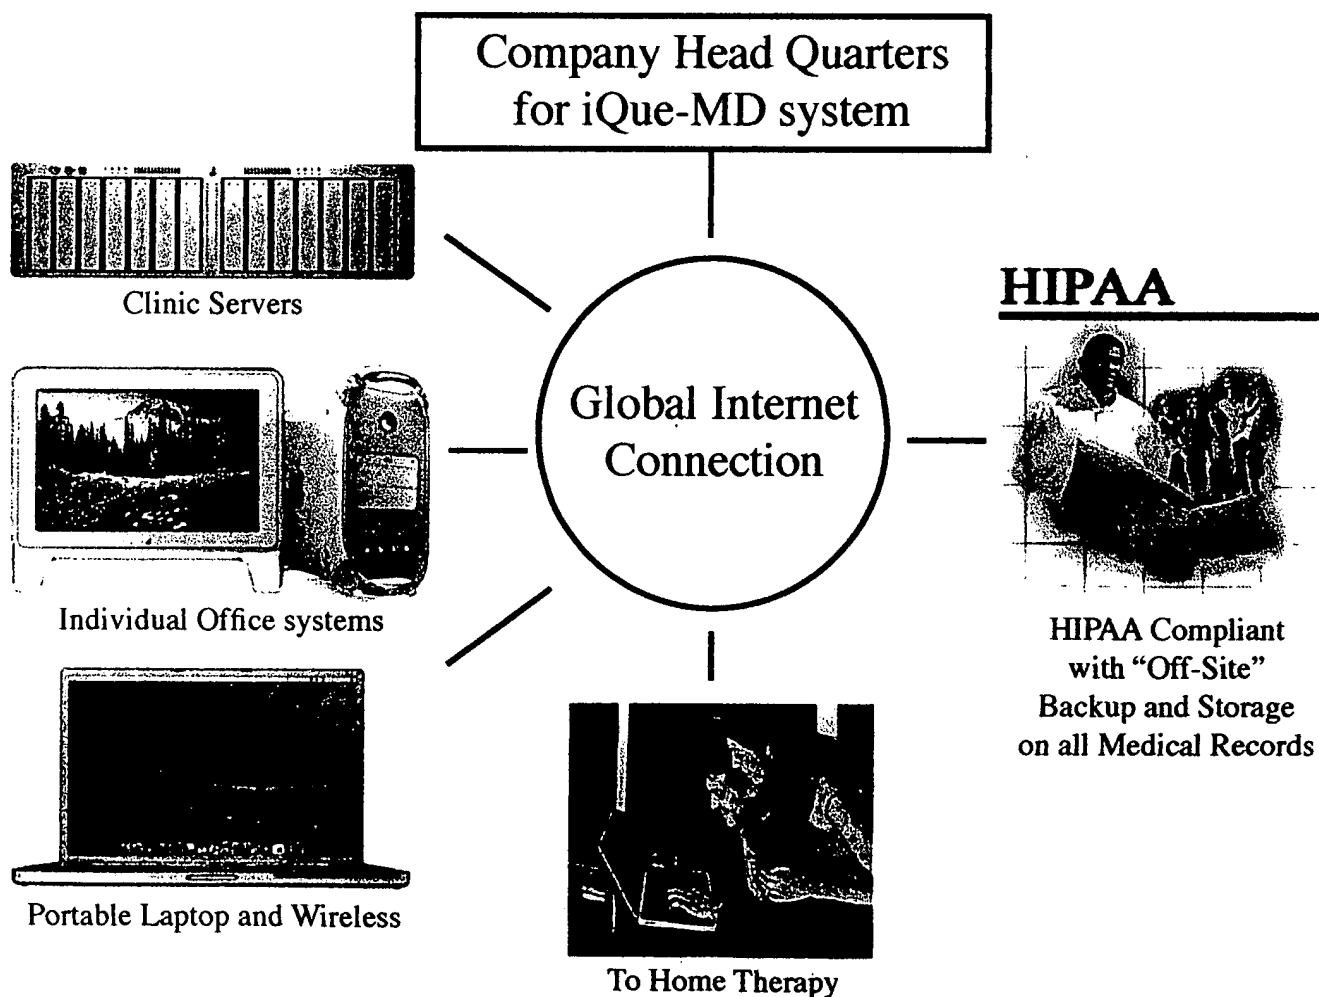 Company Head Quarters
for iQue-MD system
Clinic Servers
HIPAA
Global Internet
Connection
Individual Office systems
HIPAA Compliant
with “Off-Site”
Backup and Storage
on all Medical Records
Portable Laptop and Wireless
To Home Therapy